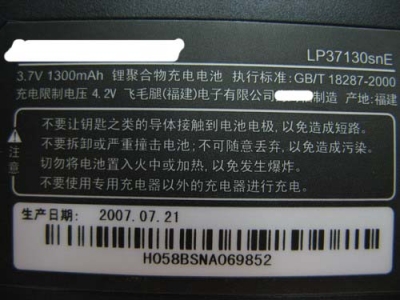 LP37130snE
3.7V 1300mAh 锂聚合物充电电池 执行标准:GB/T 18287-2000
充电限制电压 4.2V 飞毛腿(福建)电子有限公 制造 产地:福建
不要让钥匙之类的导体接触到电池电极,以免造成短路。
不要拆卸或严重撞击电池;不可随意丢弃,以免造成污染。
切勿将电池置入火中或加热,以免发生爆炸。
不要使用专用充电器以外的充电器进行充电。
注意
生产日期: 2007.07.21
H058BSNA069852